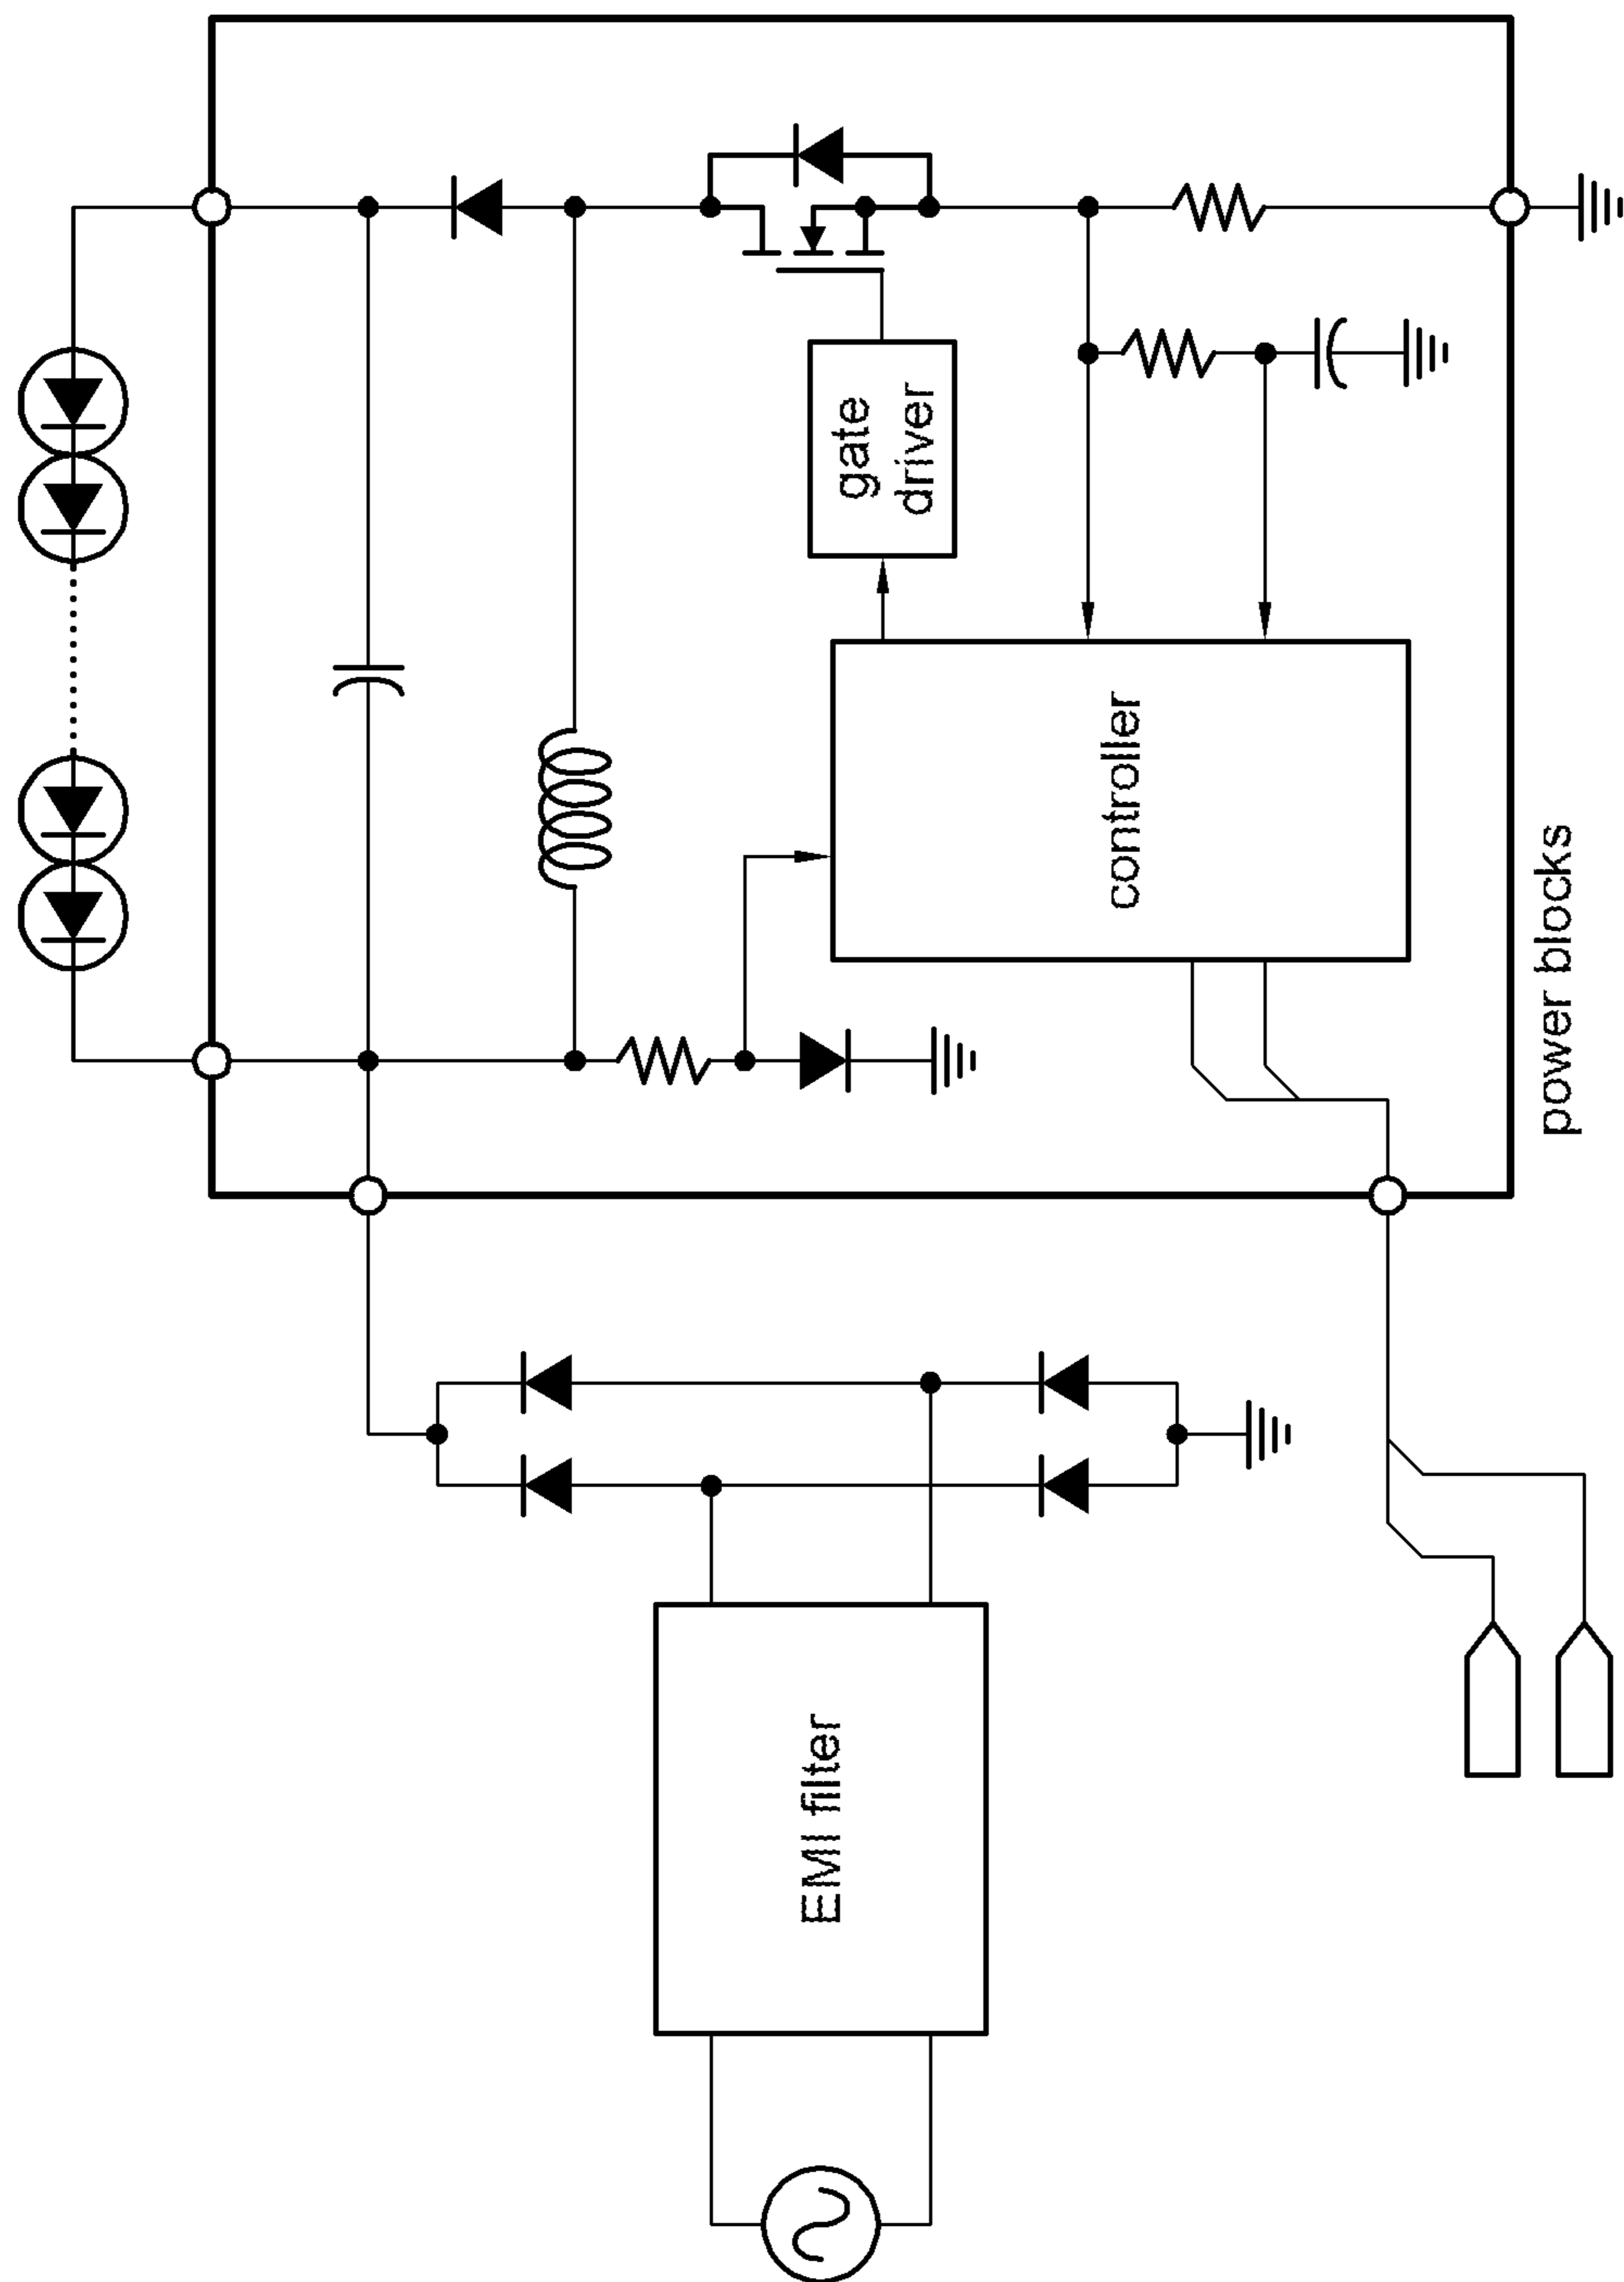 EMI filter
gate
driver
controller
power blocks